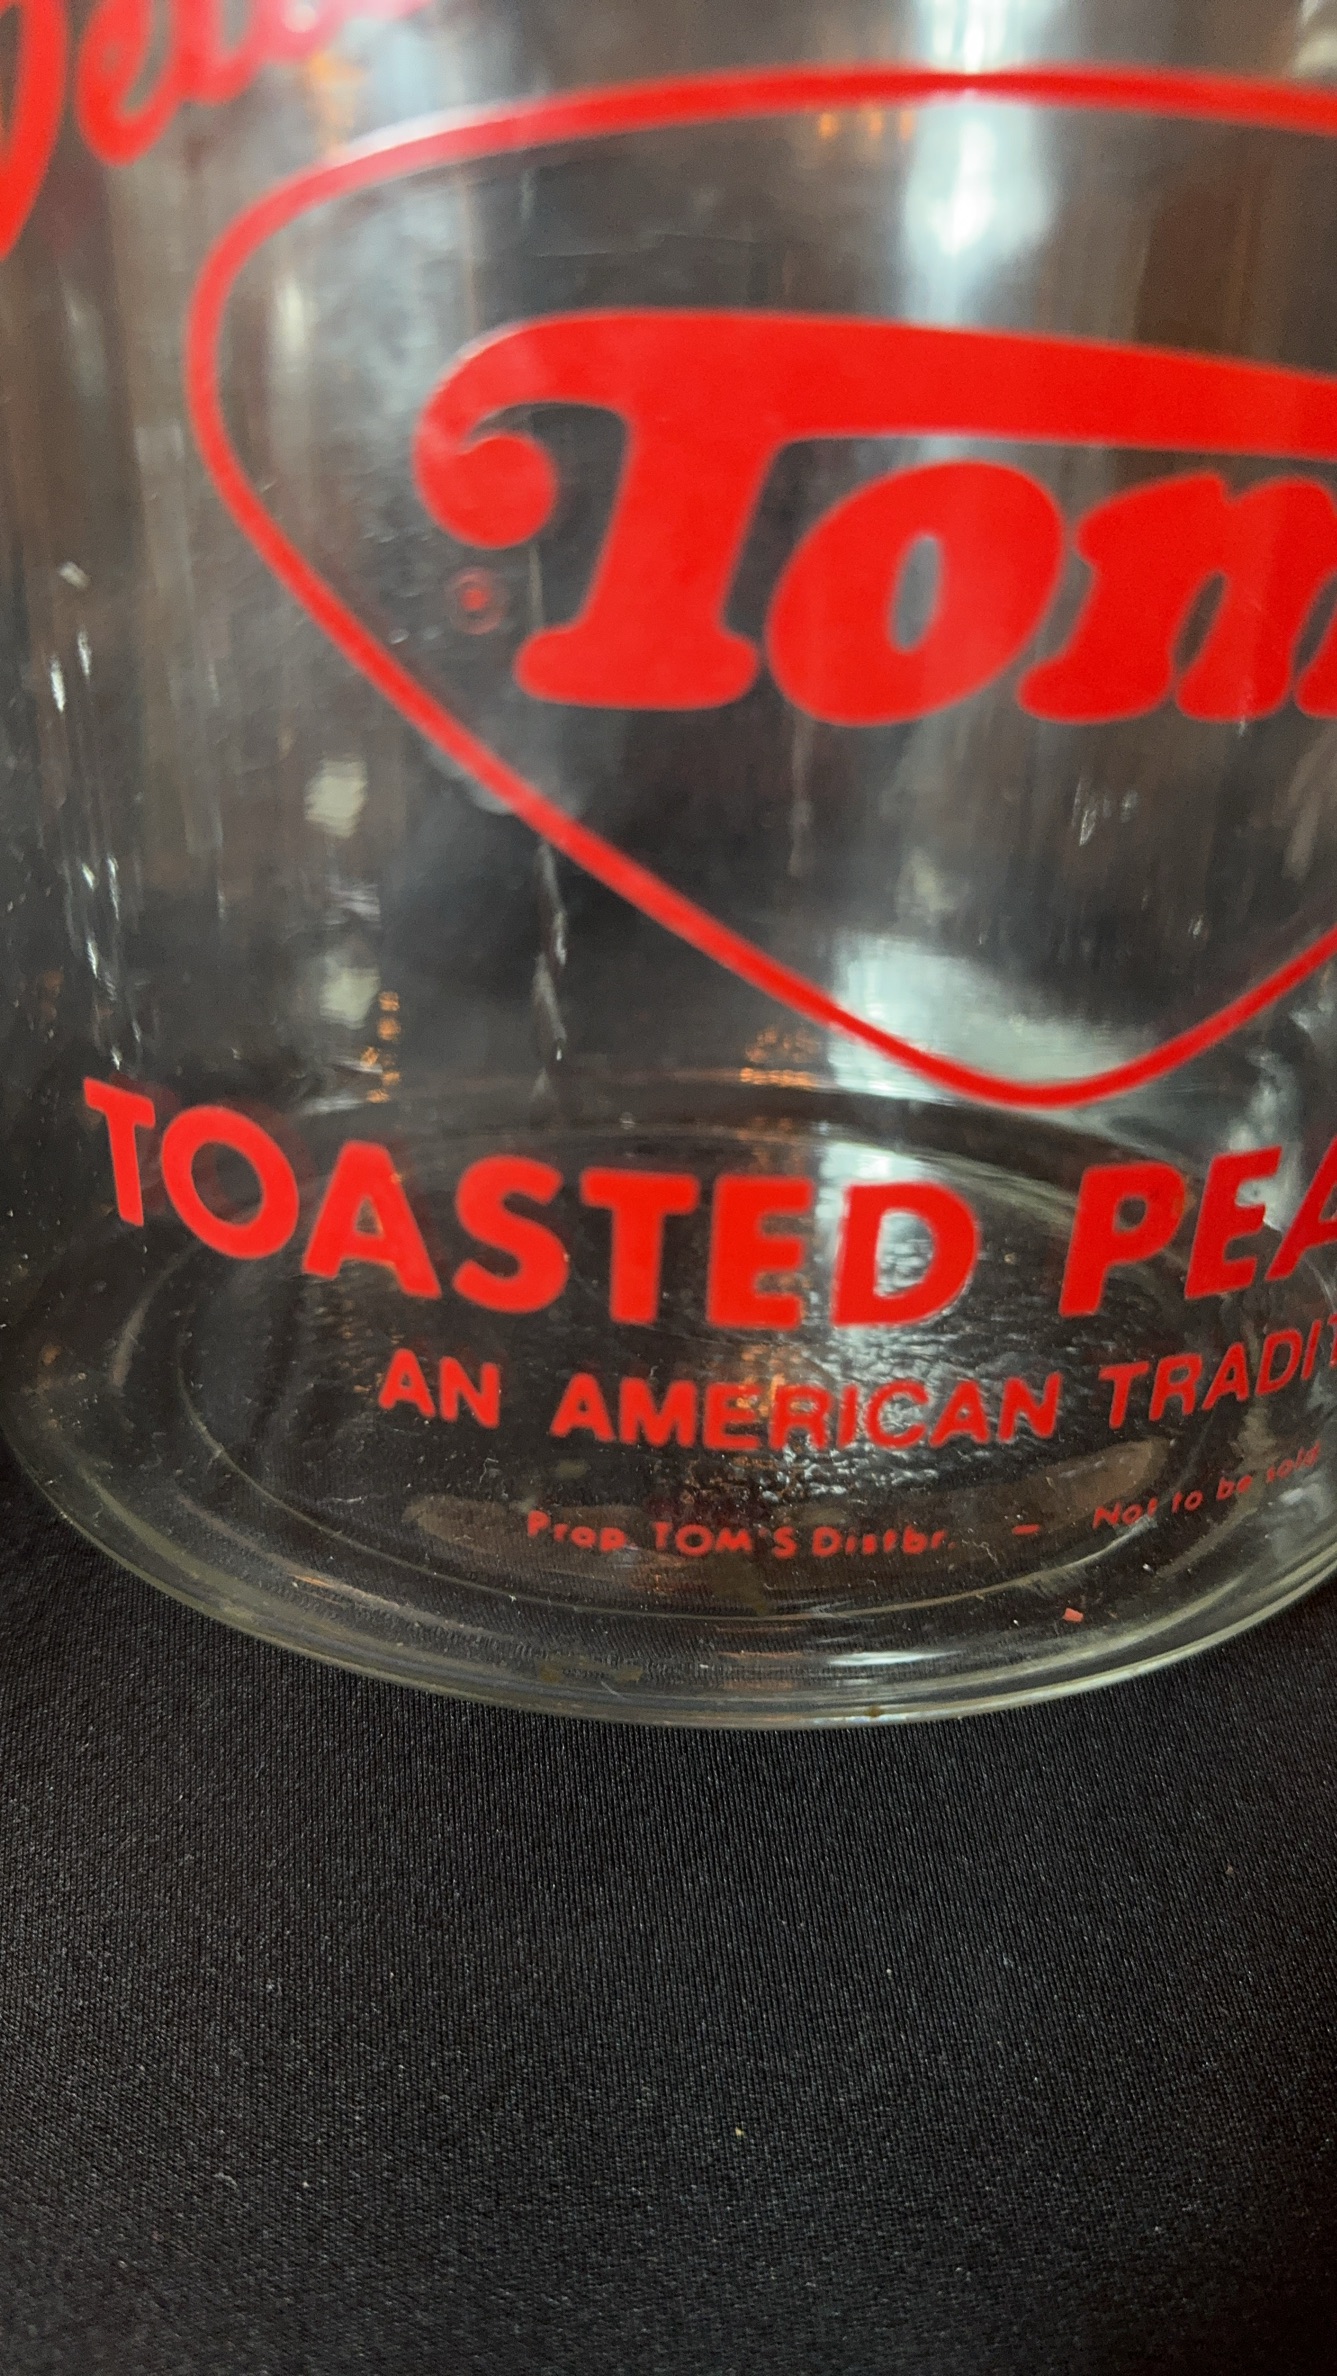 Tom
TOASTED PEA
AN AMERICAN TRADIT
Prop. TOM'S Distbr. - Not to be sold